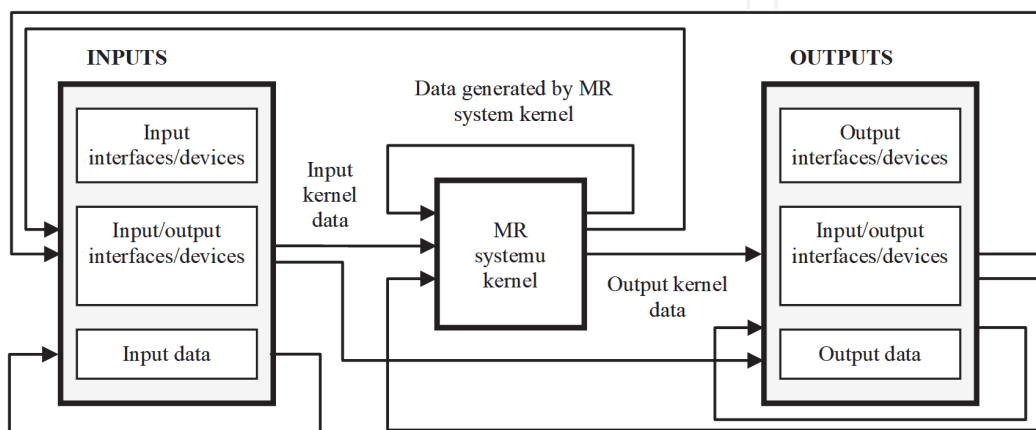 INPUTS
Input
interfaces/devices
Input/output
interfaces/devices
Input data
Input
kernel
data
Data generated by MR
system kernel
MR
systemu
kernel
Output kernel
data
OUTPUTS
Output
interfaces/devices
Input/output
interfaces/devices
Output data